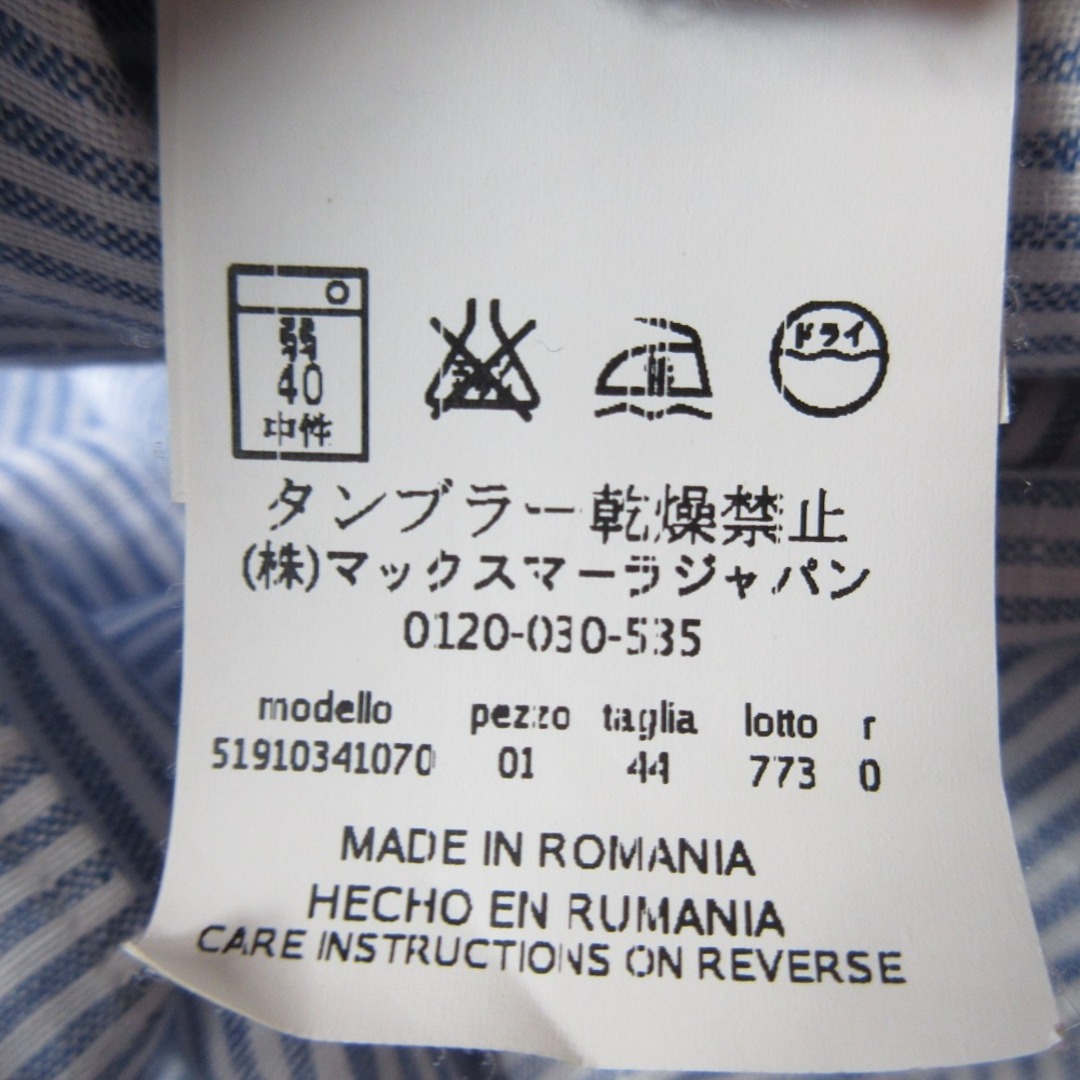 弱
40
ドライ
タンブラー乾燥禁止
(株)マックスマーラジャパン
0120-030-535
modello pezzo taglia lotto r
51910341070 01 44 773 0
MADE IN ROMANIA
HECHO EN RUMANIA
CARE INSTRUCTIONS ON REVERSE